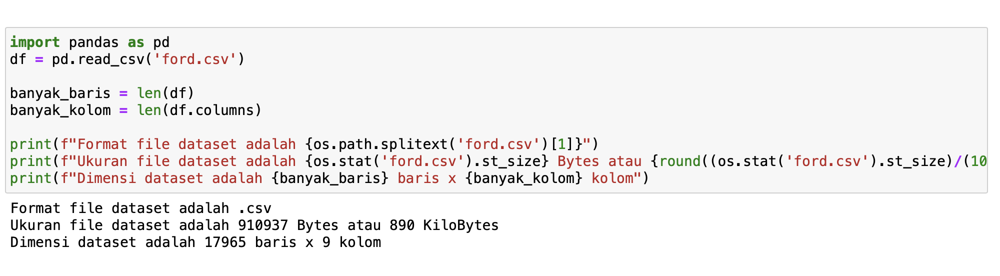 import pandas as pd
df = pd.read_csv('ford.csv')
banyak_baris = len(df)
banyak_kolom = len(df.columns)
print(f"Format file dataset adalah {os.path.splitext('ford.csv')[1]}")
print(f"Ukuran file dataset adalah {os.stat('ford.csv').st_size} Bytes atau {round((os.stat('ford.csv').st_size)/(10
print(f"Dimensi dataset adalah {banyak_baris} baris x {banyak_kolom} kolom")
Format file dataset adalah .csv
Ukuran file dataset adalah 910937 Bytes atau 890 KiloBytes
Dimensi dataset adalah 17965 baris x 9 kolom